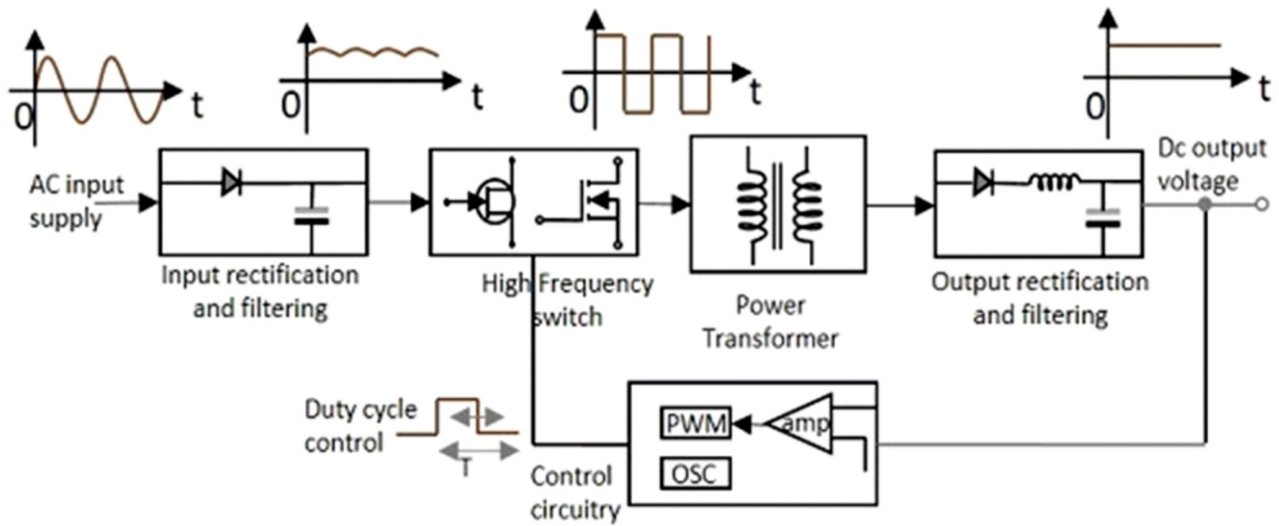 0
t
0
t
0
t
0
t
AC input
supply
Input rectification
and filtering
High Frequency
switch
Power
Transformer
Output rectification
and filtering
Dc output
voltage
Duty cycle
control
T
Control
circuitry
PWM
amp
OSC